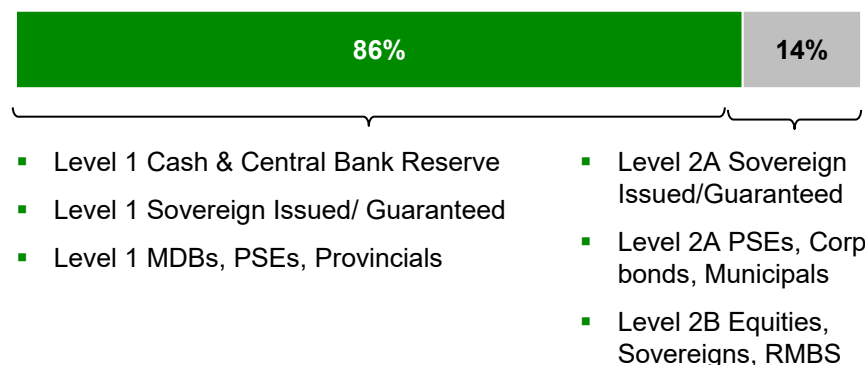 86%
14%
▪ Level 1 Cash & Central Bank Reserve
▪ Level 1 Sovereign Issued/ Guaranteed
▪ Level 1 MDBs, PSEs, Provincials
▪ Level 2A Sovereign
Issued/Guaranteed
▪ Level 2A PSEs, Corp
bonds, Municipals
▪ Level 2B Equities,
Sovereigns, RMBS